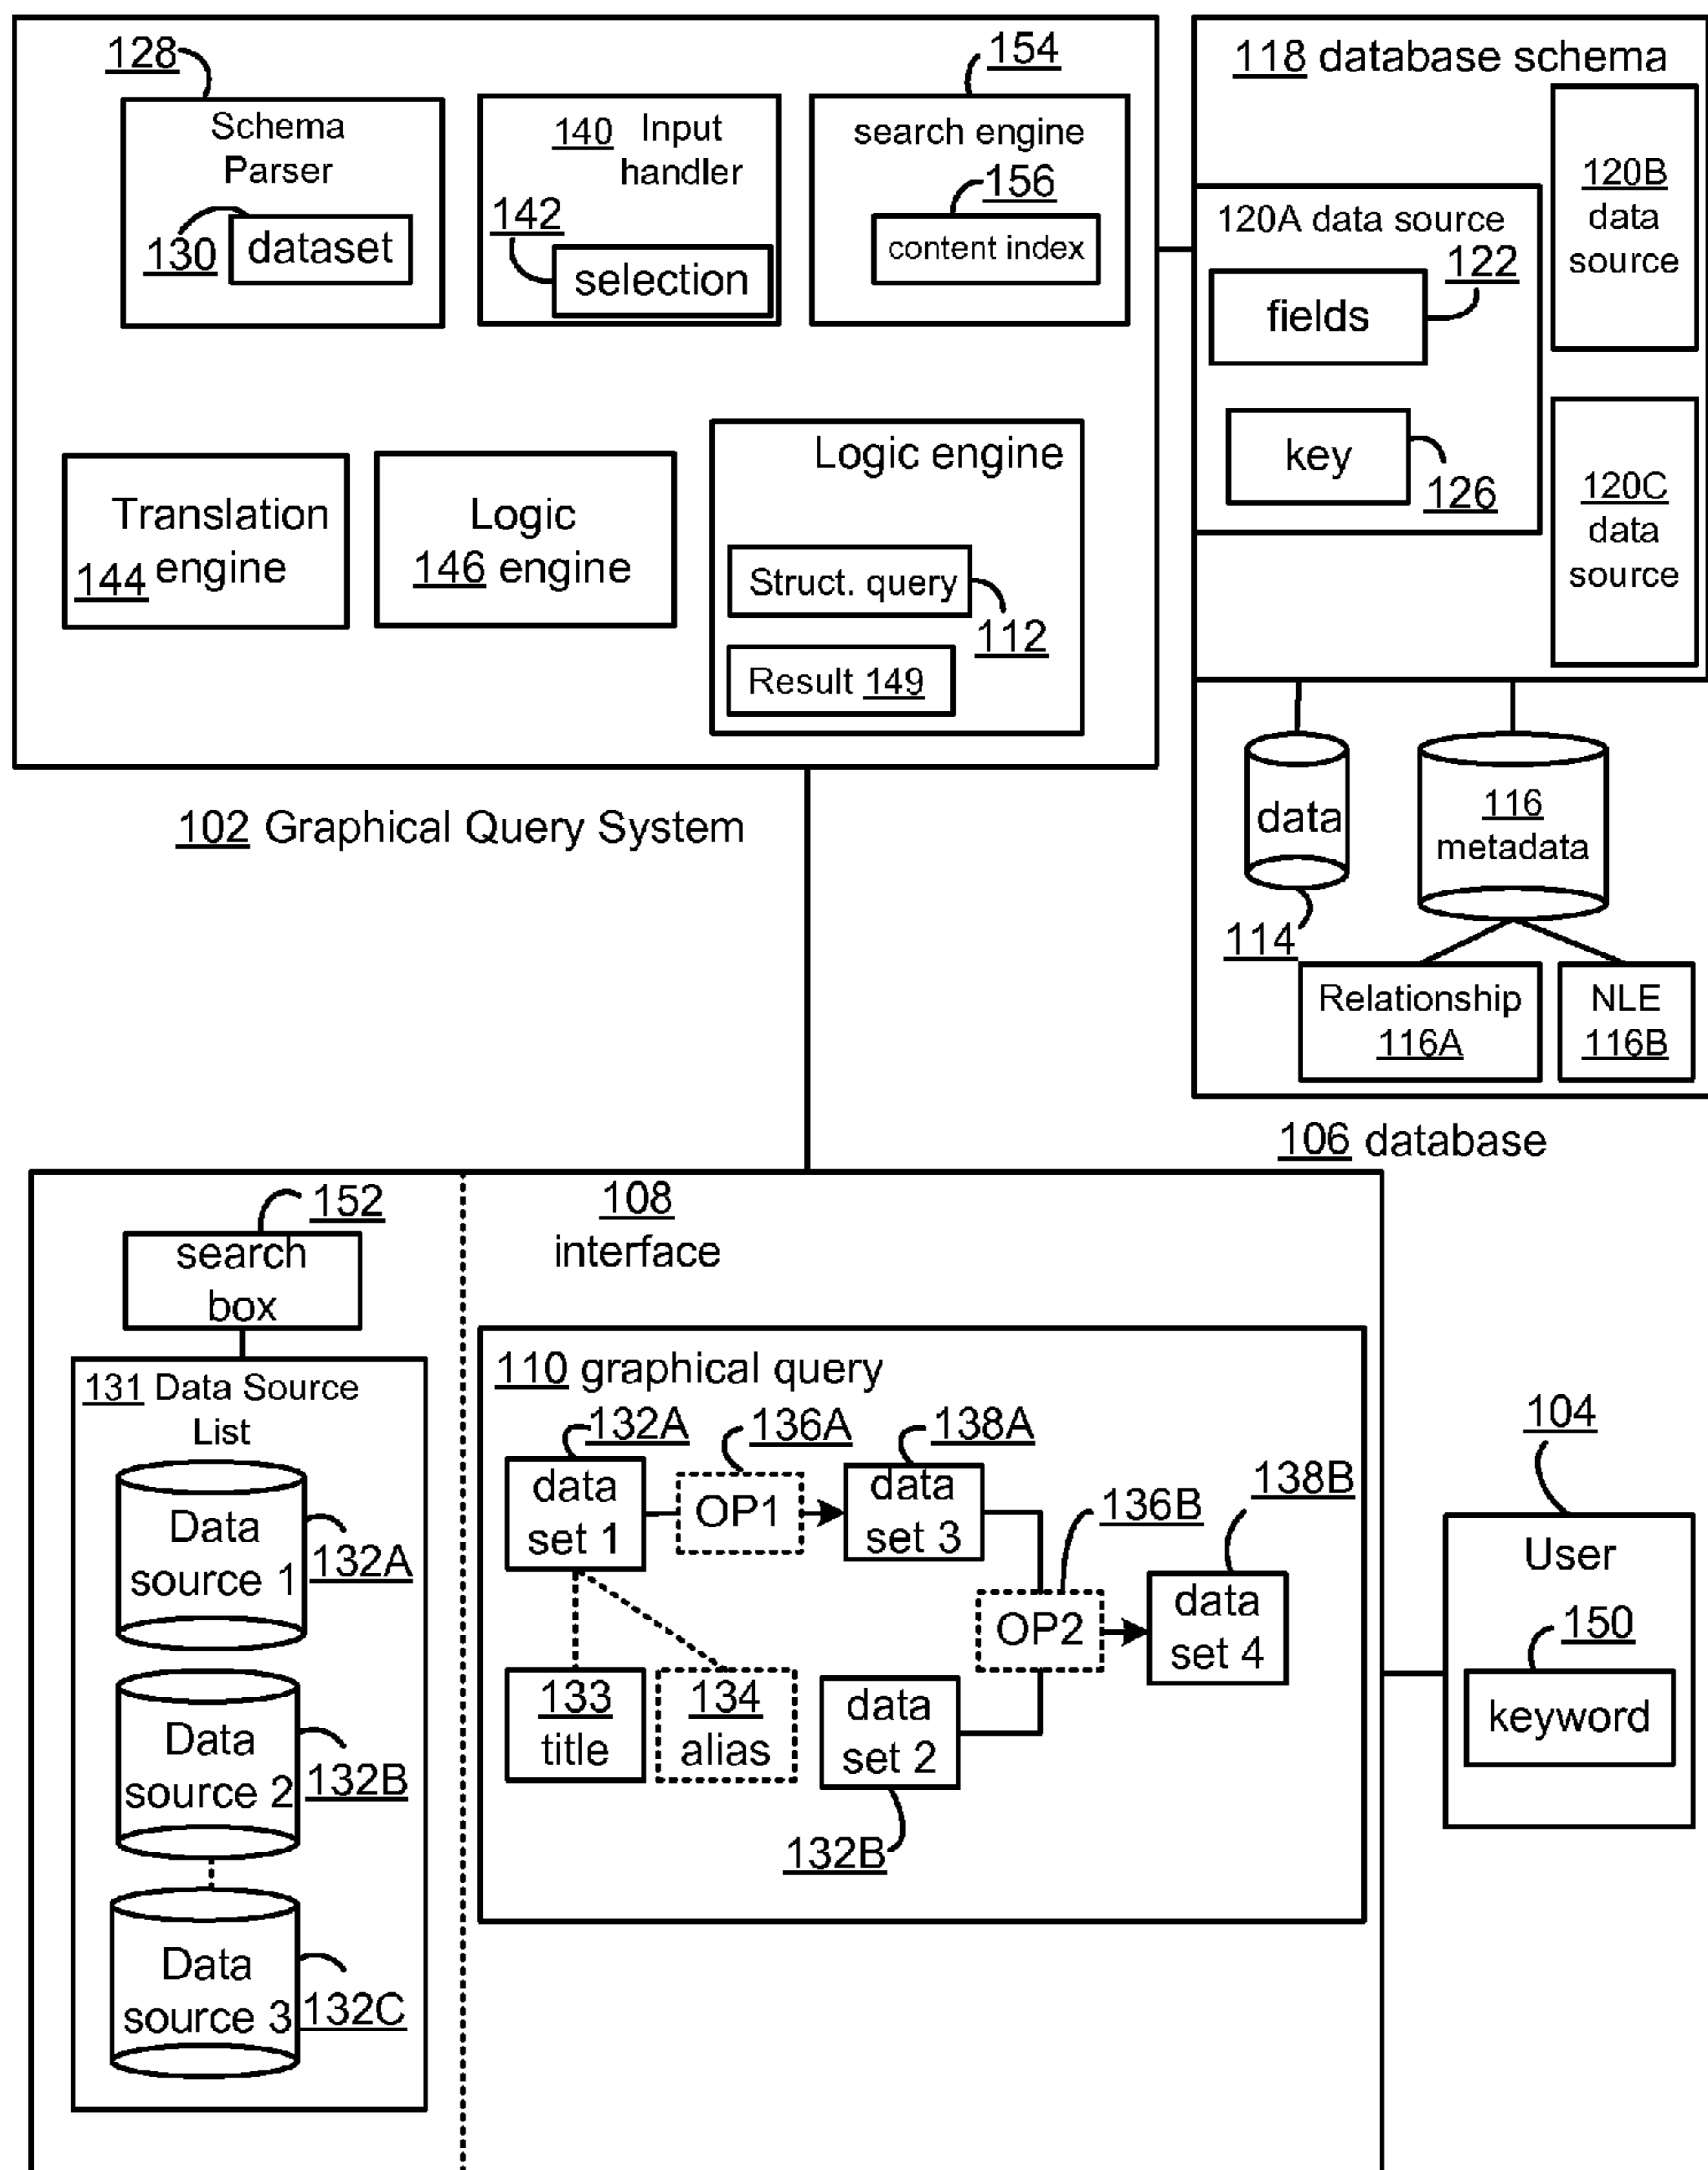 128
Schema
Parser
130
dataset
140 Input
handler
142
selection
154
search engine
156
content index
Translation
144 engine
Logic
146 engine
Logic engine
Struct. query
112
Result 149
102 Graphical Query System
118 database schema
120A data source
122
fields
key
126
120B
data
source
120C
data
source
data
114
116
metadata
Relationship
116A
NLE
116B
106 database
152
search
box
131 Data Source
List
Data
source 1
132A
Data
source 2
132B
Data
source 3
132C
108
interface
110 graphical query
132A
data
set 1
136A
OP1
138A
data
set 3
136B
OP2
138B
data
set 4
133
title
134
alias
data
set 2
132B
104
User
150
keyword